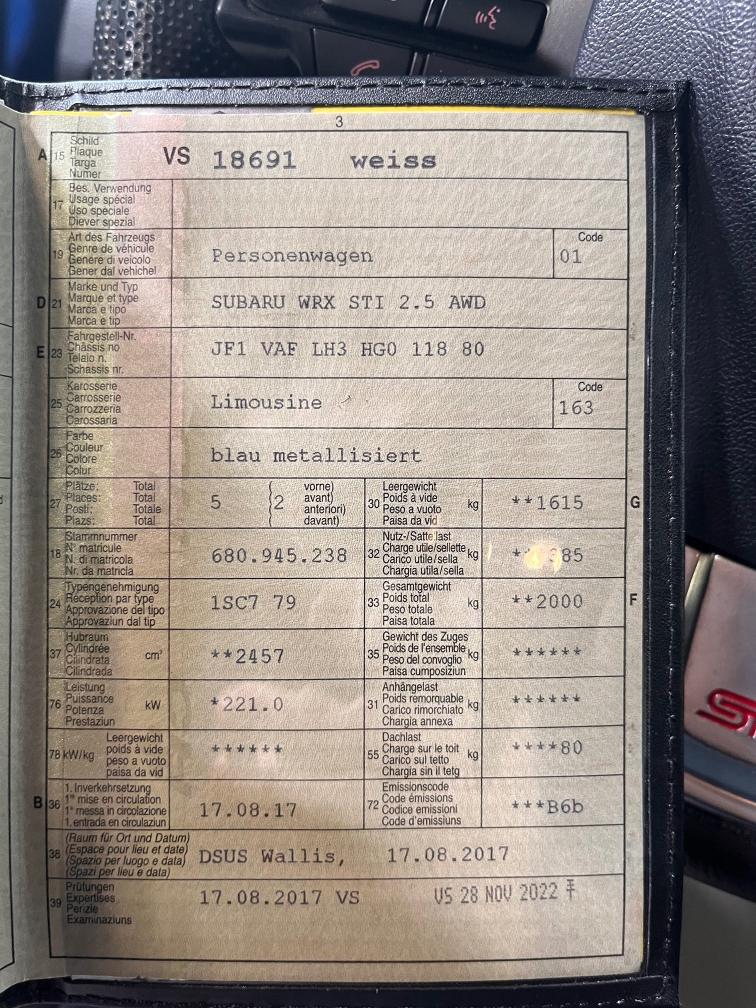 3
A 15 Schild
Plaque
Targa
Numer
VS 18691 weiss
17 Bes. Verwendung
Usage spécial
Uso speciale
Diever spezial
19 Art des Fahrzeugs
Genre de véhicule
Genere di veicolo
Gener dal vehichel
Personenwagen
Code
01
D 21 Marke und Typ
Marque et type
Marca e tipo
Marca e tip
SUBARU WRX STI 2.5 AWD
E 23 Fahrgestell-Nr.
Châssis no
Telaio n.
Schassis nr.
JF1 VAF LH3 HG0 118 80
25 Karosserie
Carrosserie
Carrozzeria
Carossaria
Limousine
Code
163
26 Farbe
Couleur
Colore
Colur
blau metallisiert
27 Plätze: Total
Places: Total
Posti: Totale
Plazs: Total
5 (2 vorne)
avant)
anteriori)
davant)
30 Leergewicht
Poids à vide
Peso a vuoto
Paisa da vid
kg
**1615
G
18 Stammnummer
N° matricule
N. di matricola
Nr. da matricla
680.945.238
32 Nutz-/Sattellast
Charge utile/sellette
Carico utile/sella
Chargia utila/sella
kg
85
24 Typengenehmigung
Réception par type
Approvazione del tipo
Approvaziun dal tip
1SC7 79
33 Gesamtgewicht
Poids total
Peso totale
Paisa totala
kg
**2000
F
37 Hubraum
Cylindrée
Cilindrata
Cilindrada
cm³
**2457
35 Gewicht des Zuges
Poids de l'ensemble
Peso del convoglio
Paisa cumposiziun
kg
******
76 Leistung
Puissance
Potenza
Prestaziun
kW
*221.0
31 Anhängelast
Poids remorquable
Carico rimorchiato
Chargia annexa
kg
******
78 kW/kg Leergewicht
poids à vide
peso a vuoto
paisa da vid
******
55 Dachlast
Charge sur le toit
Carico sul tetto
Chargia sin il tetg
kg
****80
B 36 1. Inverkehrsetzung
1re mise en circulation
1a messa in circolazione
1. entrada en circulaziun
17.08.17
72 Emissionscode
Code émissions
Codice emissioni
Code d'emissiuns
***B6b
38 (Raum für Ort und Datum)
(Espace pour lieu et date)
(Spazio per luogo e data)
(Spazi per lieu e data)
DSUS Wallis, 17.08.2017
39 Prüfungen
Expertises
Perizie
Examinaziuns
17.08.2017 VS
VS 28 NOV 2022